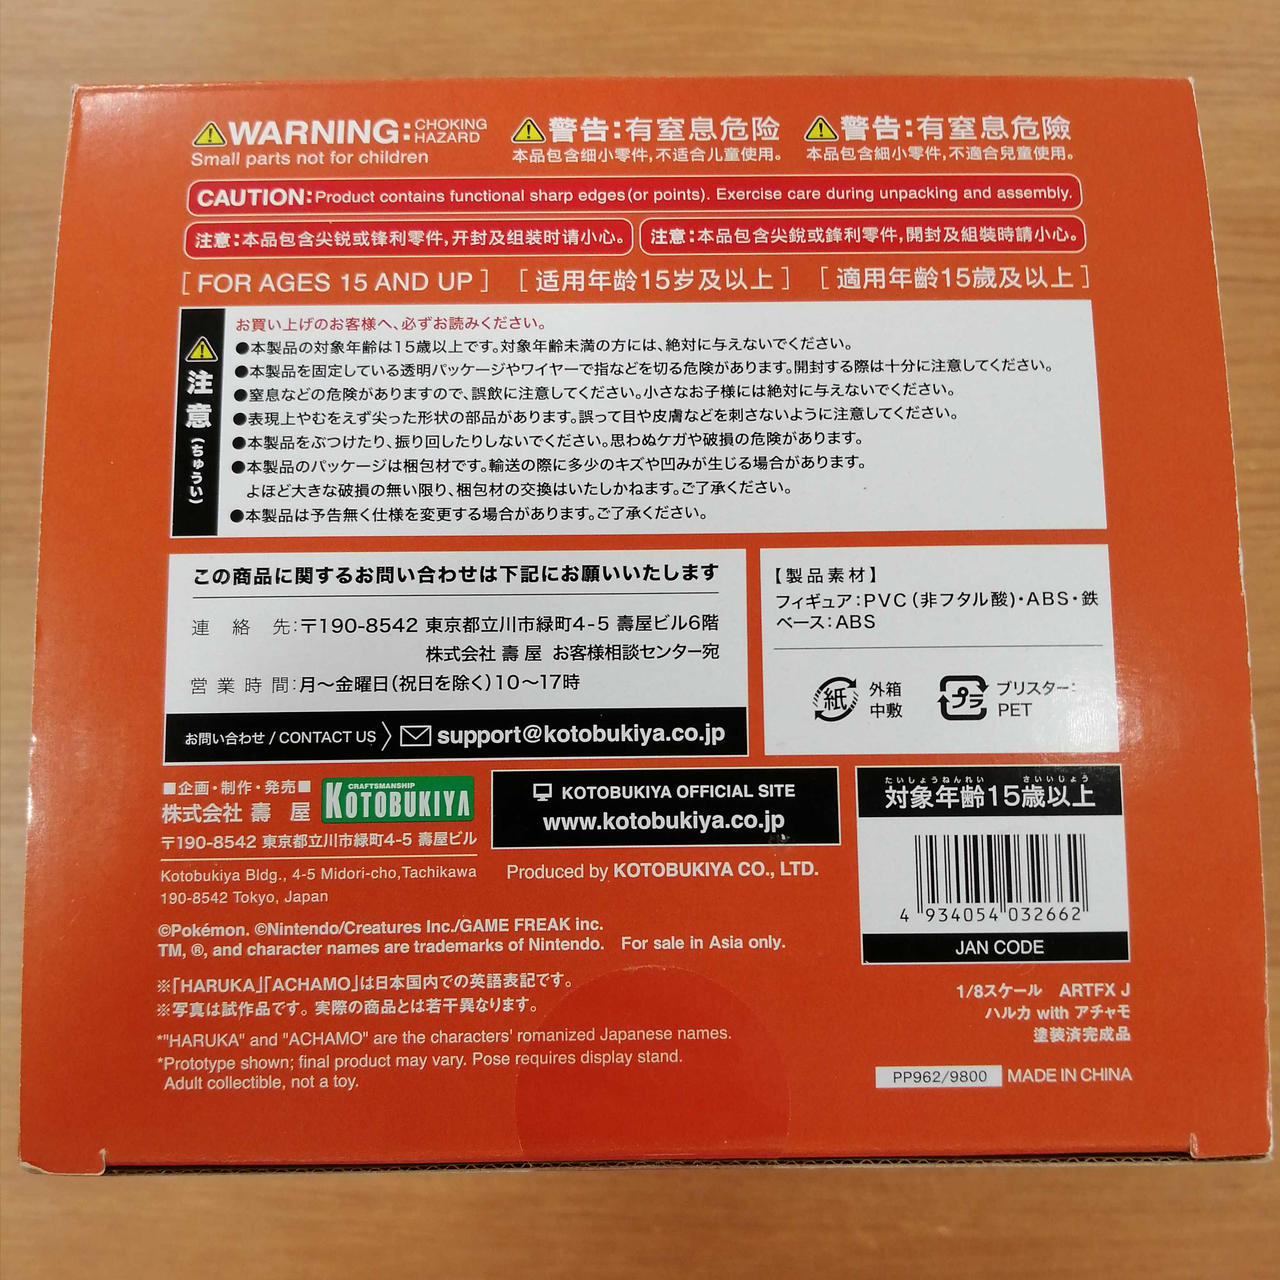 WARNING: CHOKING HAZARD
Small parts not for children
警告:有窒息危险
本品包含细小零件,不适合儿童使用。
警告:有窒息危險
本品包含細小零件,不適合兒童使用。
CAUTION: Product contains functional sharp edges(or points). Exercise care during unpacking and assembly.
注意:本品包含尖锐或锋利零件,开封及组装时请小心。
注意:本品包含尖銳或鋒利零件,開封及組裝時請小心。
[ FOR AGES 15 AND UP ] [ 适用年龄15岁及以上 ] [ 適用年齡15歲及以上 ]
注意(ちゅうい)
お買い上げのお客様へ、必ずお読みください。
●本製品の対象年齢は15歳以上です。対象年齢未満の方には、絶対に与えないでください。
●本製品を固定している透明パッケージやワイヤーで指などを切る危険があります。開封する際は十分に注意してください。
●窒息などの危険がありますので、誤飲に注意してください。小さなお子様には絶対に与えないでください。
●表現上やむをえず尖った形状の部品があります。誤って目や皮膚などを刺さないように注意してください。
●本製品をぶつけたり、振り回したりしないでください。思わぬケガや破損の危険があります。
●本製品のパッケージは梱包材です。輸送の際に多少のキズや凹みが生じる場合があります。
よほど大きな破損の無い限り、梱包材の交換はいたしかねます。ご了承ください。
●本製品は予告無く仕様を変更する場合があります。ご了承ください。
この商品に関するお問い合わせは下記にお願いいたします
連絡先:〒190-8542 東京都立川市緑町4-5 壽屋ビル6階
株式会社 壽屋 お客様相談センター宛
営業時間:月〜金曜日(祝日を除く)10〜17時
お問い合わせ / CONTACT US support@kotobukiya.co.jp
【製品素材】
フィギュア:PVC(非フタル酸)・ABS・鉄
ベース:ABS
紙 外箱
中敷
プラ ブリスター:
PET
■企画・制作・発売■
株式会社 壽屋
CRAFTSMANSHIP
KOTOBUKIYA
〒190-8542 東京都立川市緑町4-5 壽屋ビル
Kotobukiya Bldg., 4-5 Midori-cho,Tachikawa
190-8542 Tokyo, Japan
KOTOBUKIYA OFFICIAL SITE
www.kotobukiya.co.jp
Produced by KOTOBUKIYA CO., LTD.
たいしょうねんれい さいいじょう
対象年齢15歳以上
4 934054 032662
JAN CODE
©Pokémon. ©Nintendo/Creatures Inc./GAME FREAK inc.
TM, ®, and character names are trademarks of Nintendo. For sale in Asia only.
※「HARUKA」「ACHAMO」は日本国内での英語表記です。
※写真は試作品です。実際の商品とは若干異なります。
*"HARUKA" and "ACHAMO" are the characters' romanized Japanese names.
*Prototype shown; final product may vary. Pose requires display stand.
Adult collectible, not a toy.
1/8スケール ARTFX J
ハルカ with アチャモ
塗装済完成品
PP962/9800 MADE IN CHINA